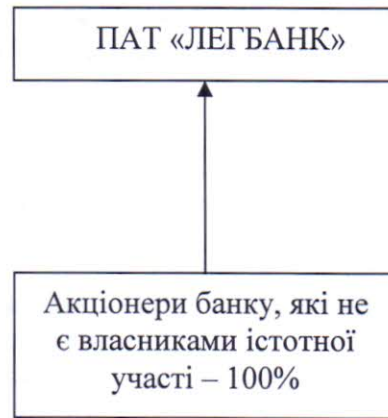 ПАТ «ЛЕГБАНК»
Акціонери банку, які не
є власниками істотної
участі – 100%